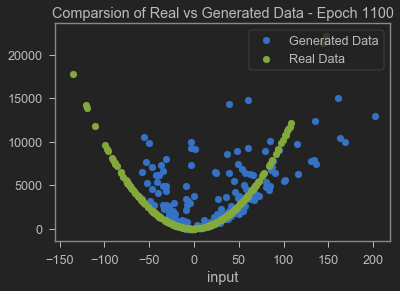 Comparsion of Real vs Generated Data - Epoch 1100
Generated Data
Real Data
20000
15000
10000
5000
0
−150 −100 −50 0 50 100 150 200
input